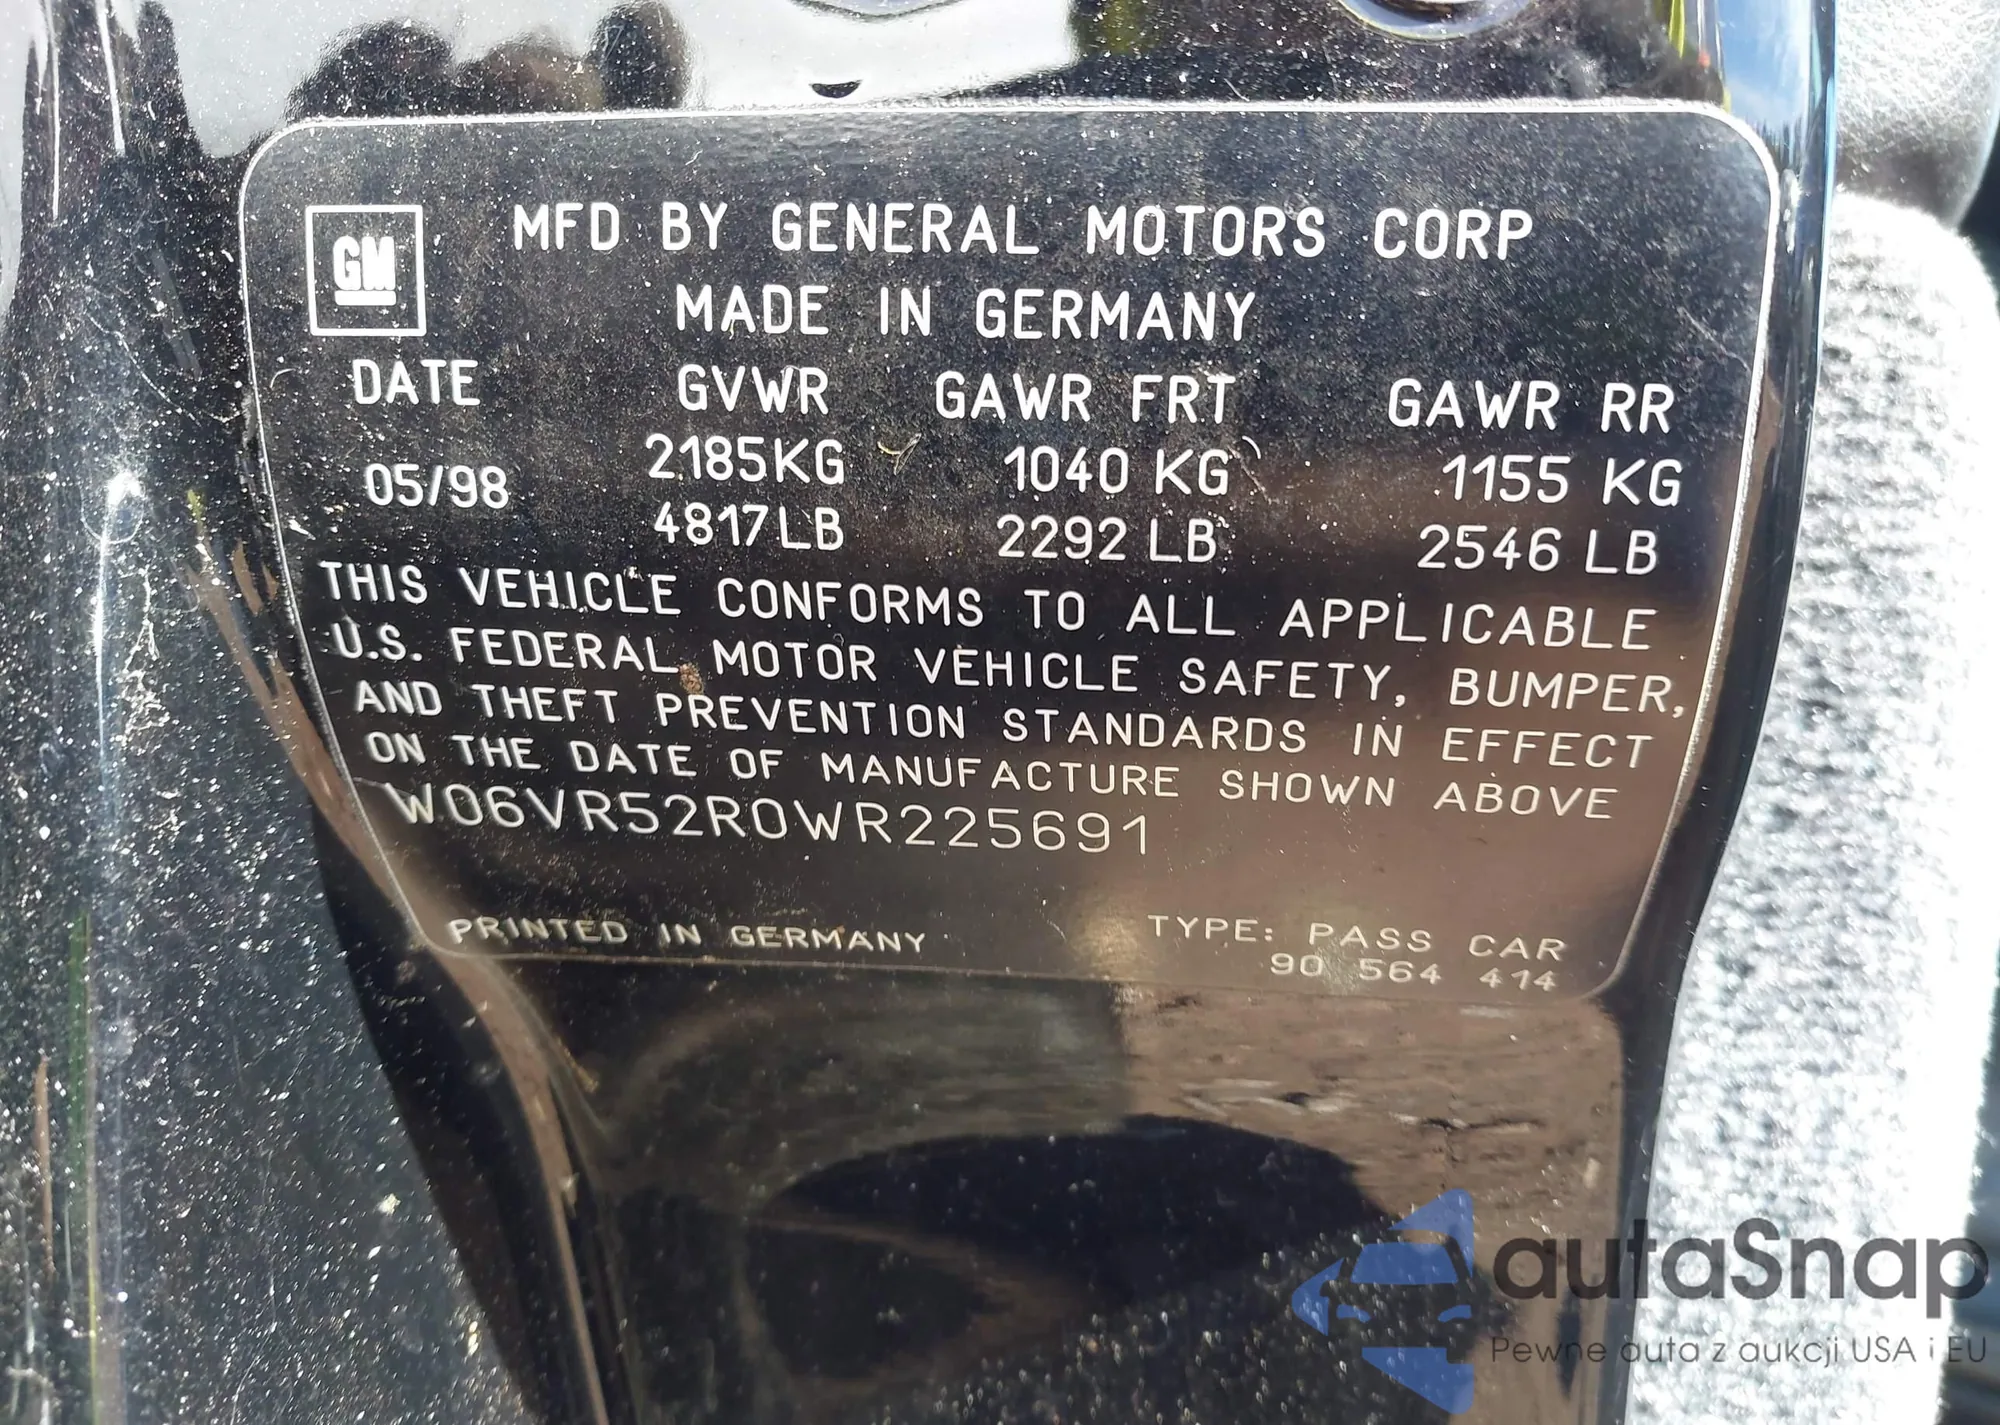 GM
MFD BY GENERAL MOTORS CORP
MADE IN GERMANY
DATE GVWR GAWR FRT GAWR RR
05/98 2185KG 1040 KG 1155 KG
4817LB 2292 LB 2546 LB
THIS VEHICLE CONFORMS TO ALL APPLICABLE
U.S. FEDERAL MOTOR VEHICLE SAFETY, BUMPER,
AND THEFT PREVENTION STANDARDS IN EFFECT
ON THE DATE OF MANUFACTURE SHOWN ABOVE
W06VR52R0WR225691
PRINTED IN GERMANY TYPE: PASS CAR
90 564 414
autaSnap
Pewne auta z aukcji USA i EU